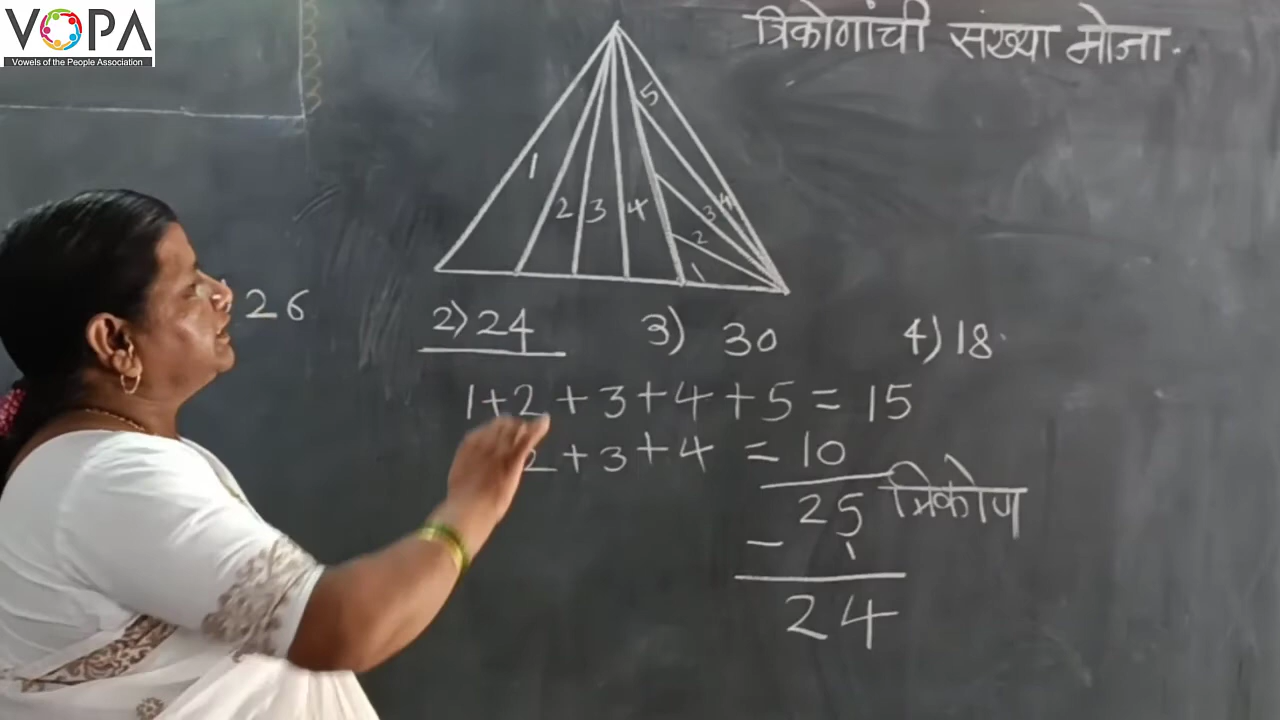 VOPA
Vowels of the People Association
त्रिकोणांची संख्या मोजा.
1 2 3 4 5
1 2 3 4
26 2) 24 3) 30 4) 18.
1+2+3+4+5 = 15
2+3+4 = 10
25 त्रिकोण
- 1
24